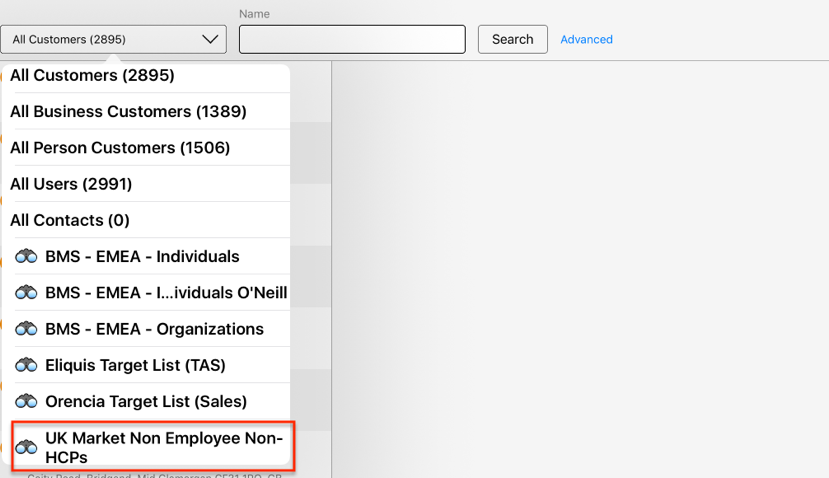 Name
All Customers (2895)
Search
Advanced
All Customers (2895)
All Business Customers (1389)
All Person Customers (1506)
All Users (2991)
All Contacts (0)
BMS - EMEA - Individuals
BMS - EMEA - I...ividuals O'Neill
BMS - EMEA - Organizations
Eliquis Target List (TAS)
Orencia Target List (Sales)
UK Market Non Employee Non-
HCPs